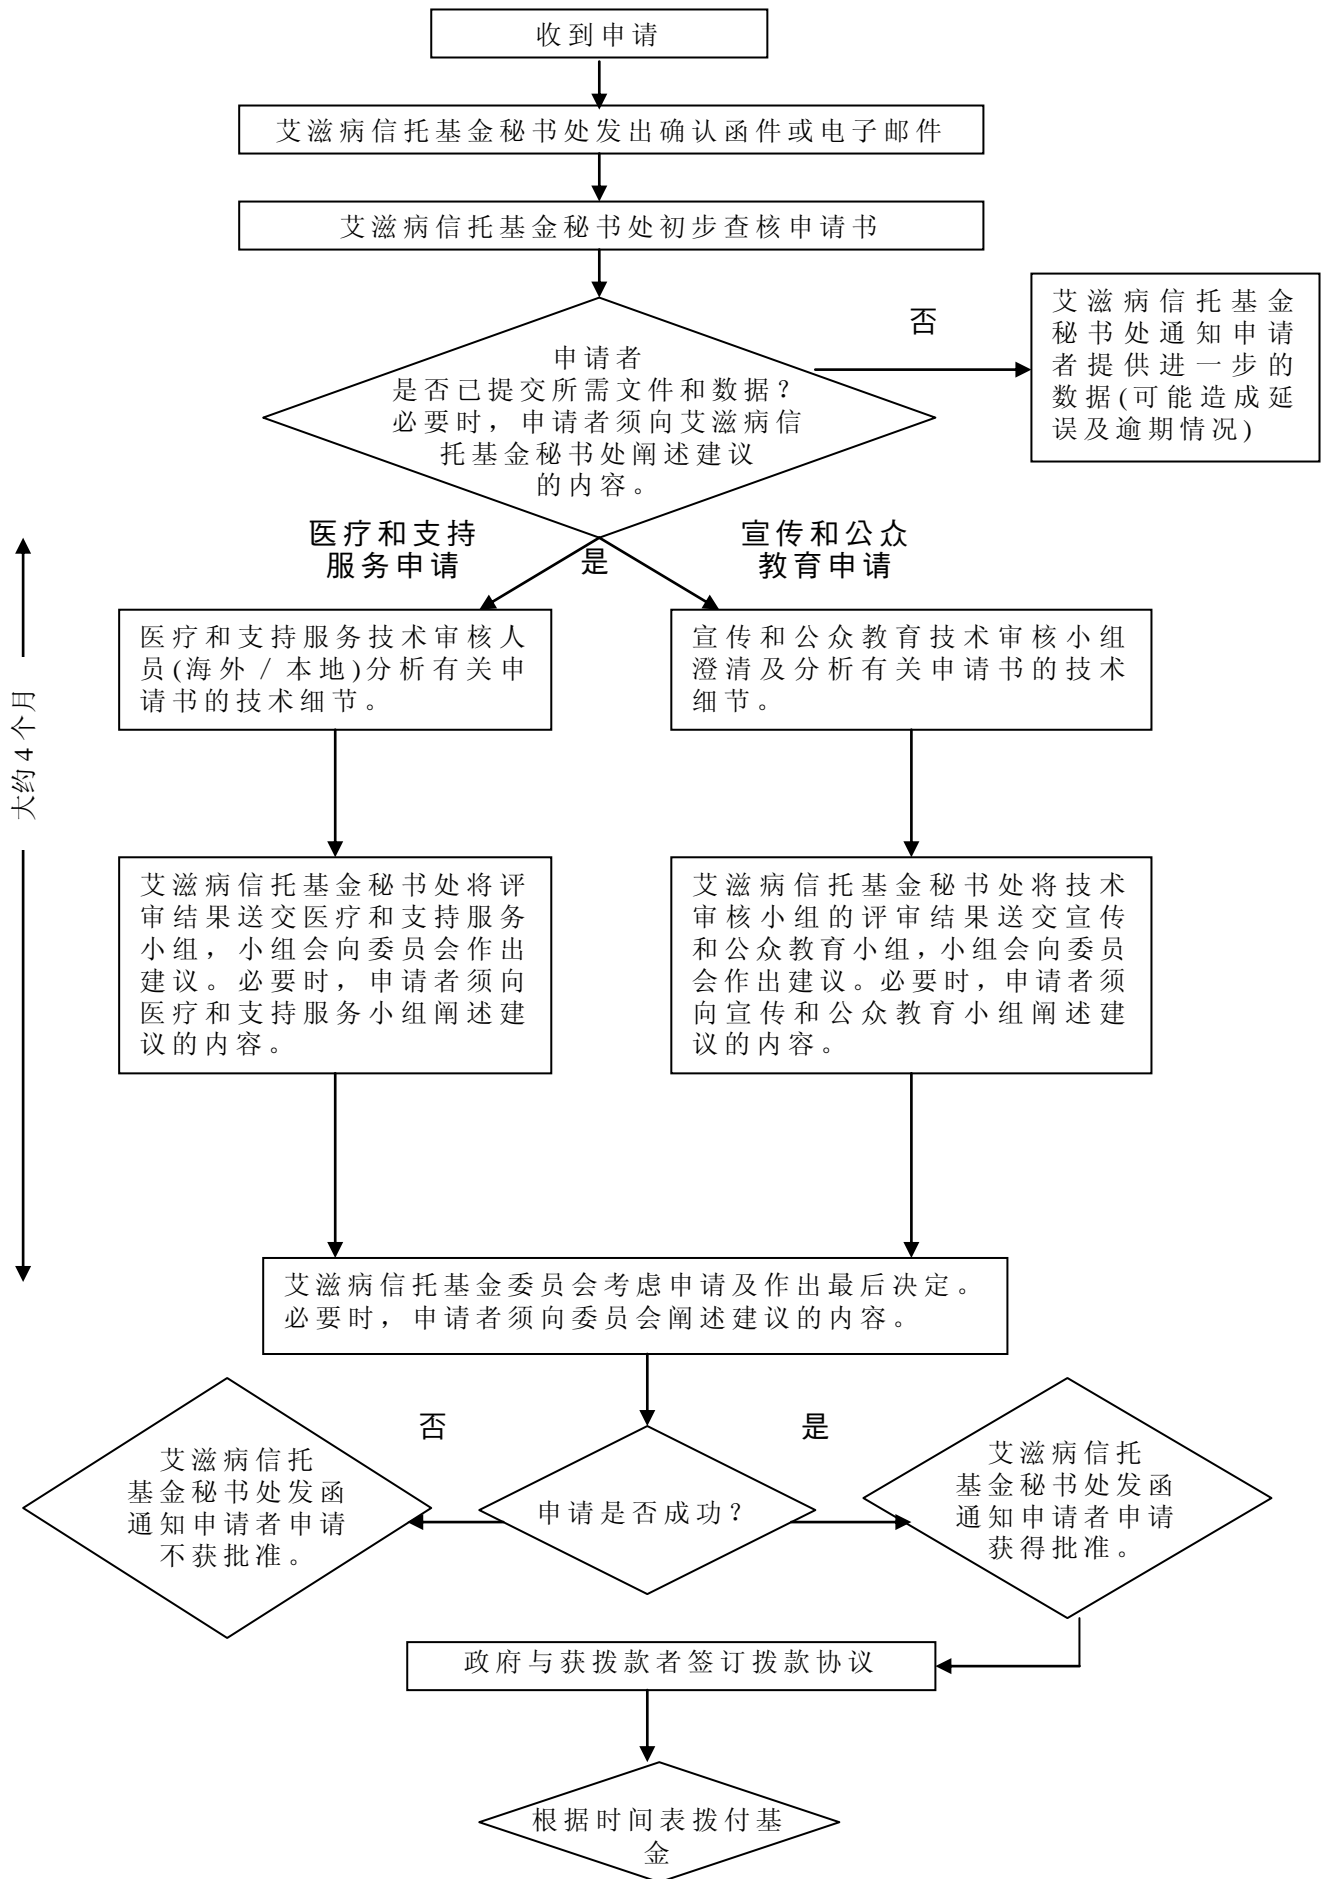 收到申请
艾滋病信托基金秘书处发出确认函件或电子邮件
艾滋病信托基金秘书处初步查核申请书
申请者
是否已提交所需文件和数据？
必要时，申请者须向艾滋病信
托基金秘书处阐述建议
的内容。
否
艾滋病信托基金
秘书处通知申请
者提供进一步的
数据(可能造成延
误及逾期情况)
医疗和支持
服务申请
是
宣传和公众
教育申请
大约4个月
医疗和支持服务技术审核人
员(海外／本地)分析有关申
请书的技术细节。
宣传和公众教育技术审核小组
澄清及分析有关申请书的技术
细节。
艾滋病信托基金秘书处将评
审结果送交医疗和支持服务
小组，小组会向委员会作出
建议。必要时，申请者须向
医疗和支持服务小组阐述建
议的内容。
艾滋病信托基金秘书处将技术
审核小组的评审结果送交宣传
和公众教育小组，小组会向委员
会作出建议。必要时，申请者须
向宣传和公众教育小组阐述建
议的内容。
艾滋病信托基金委员会考虑申请及作出最后决定。
必要时，申请者须向委员会阐述建议的内容。
否
是
艾滋病信托
基金秘书处发函
通知申请者申请
不获批准。
申请是否成功？
艾滋病信托
基金秘书处发函
通知申请者申请
获得批准。
政府与获拨款者签订拨款协议
根据时间表拨付基
金